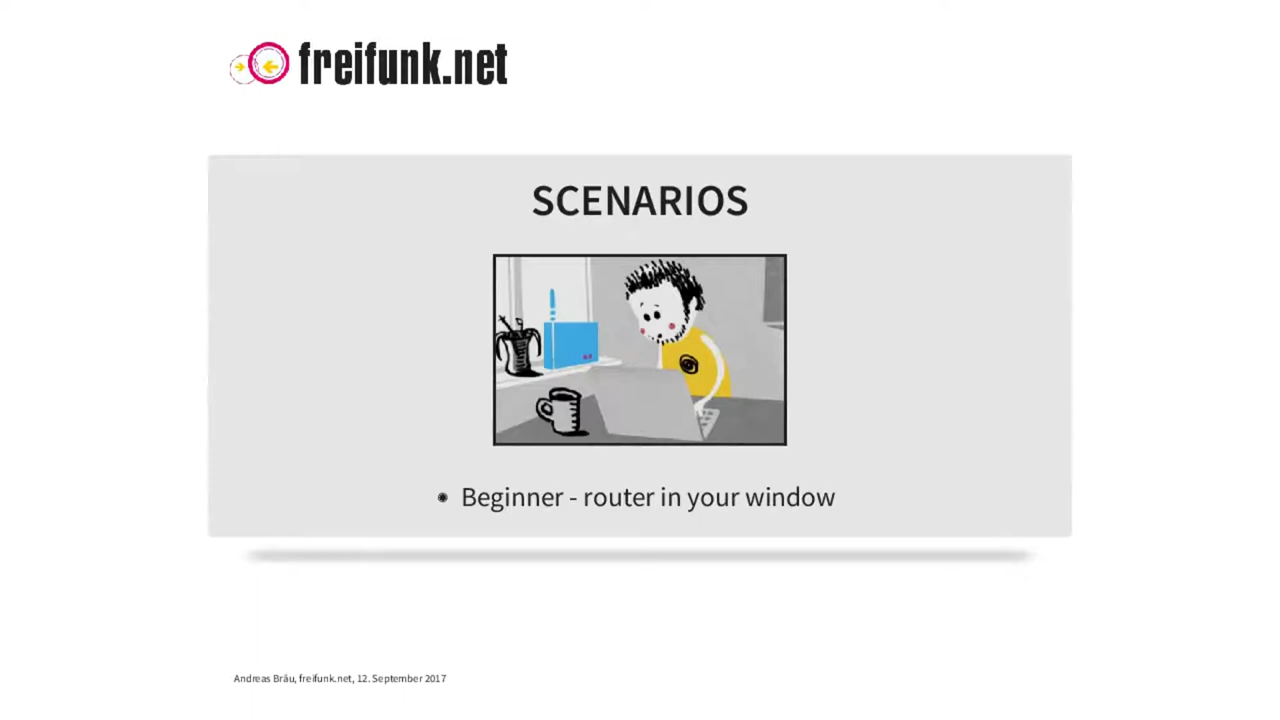 freifunk.net
SCENARIOS
Beginner - router in your window
Andreas Bräu, freifunk.net, 12. September 2017